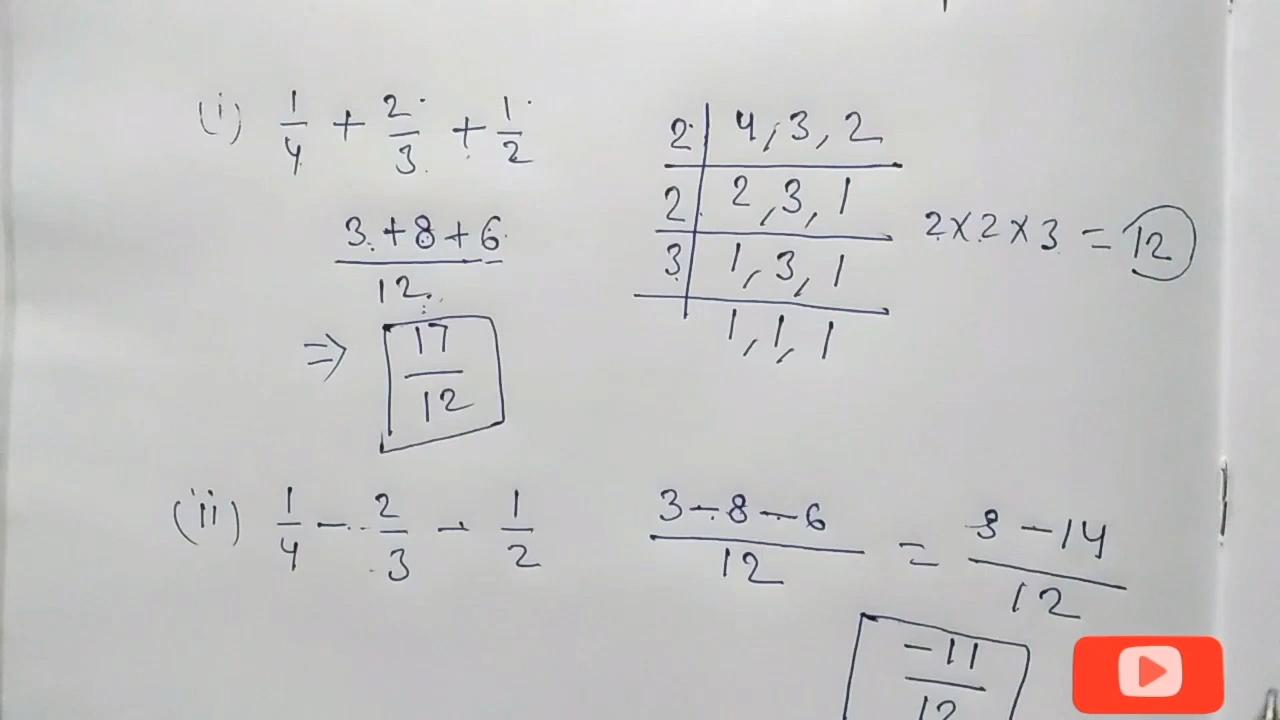 (i) 1/4 + 2/3 + 1/2
3 + 8 + 6 / 12
⇒ 17/12
2 | 4, 3, 2
2 | 2, 3, 1
3 | 1, 3, 1
1, 1, 1
2 × 2 × 3 = 12
(ii) 1/4 - 2/3 - 1/2
3 - 8 - 6 / 12 = 3 - 14 / 12
-11/12